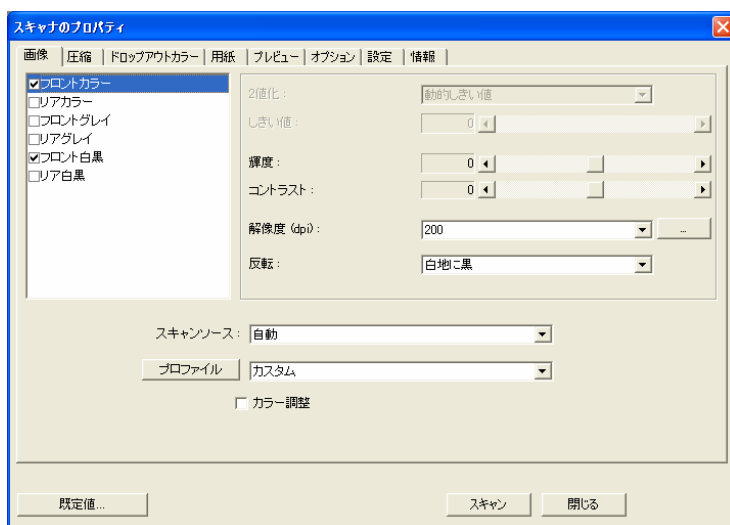 スキャナのプロパティ
画像 圧縮 ドロップアウトカラー 用紙 プレビュー オプション 設定 情報
フロントカラー
リアカラー
フロントグレイ
リアグレイ
フロント白黒
リア白黒
2値化: 動的しきい値
しきい値: 0
輝度: 0
コントラスト: 0
解像度 (dpi): 200 ...
反転: 白地に黒
スキャンソース: 自動
プロファイル カスタム
カラー調整
既定値... スキャン 閉じる